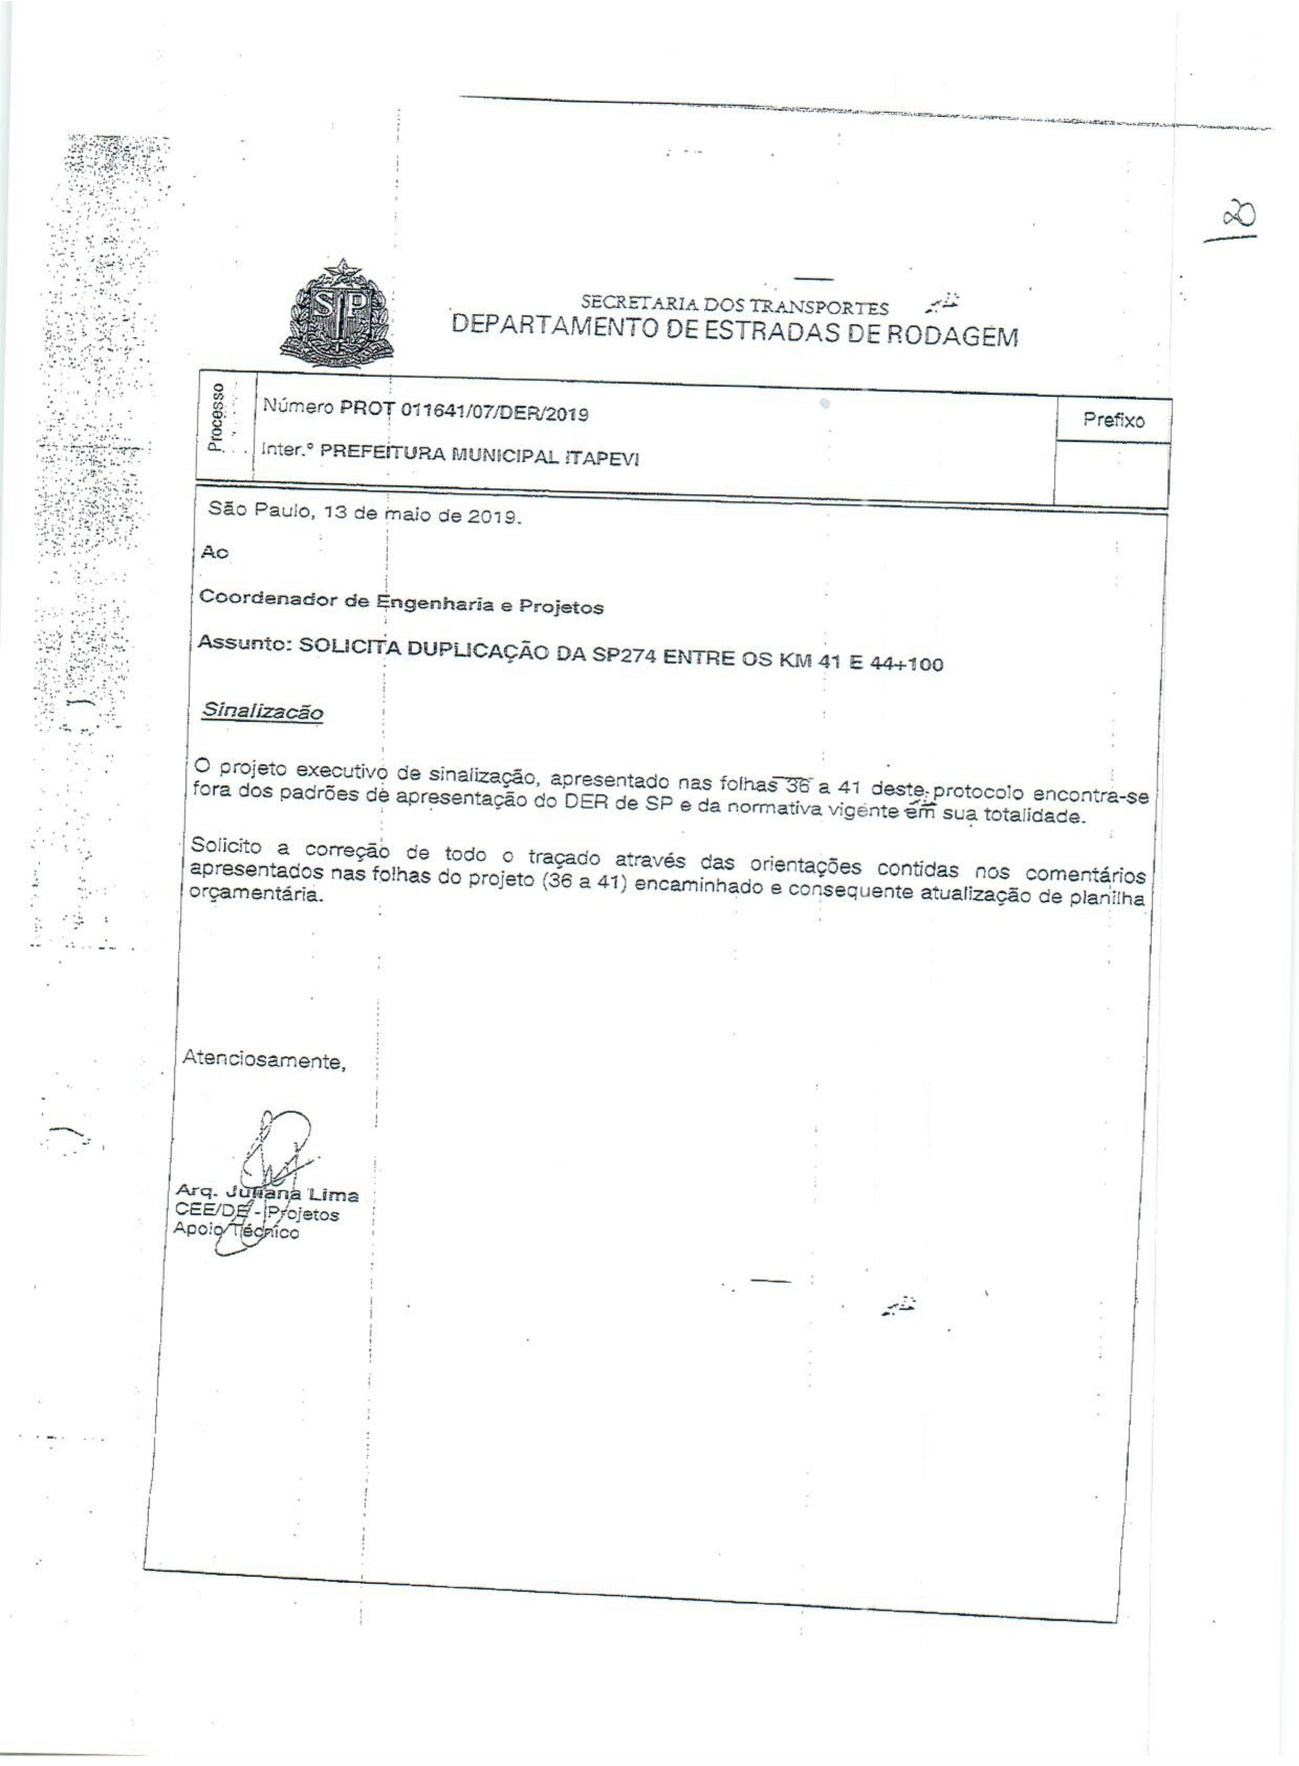 SP
SECRETARIA DOS TRANSPORTES
DEPARTAMENTO DE ESTRADAS DE RODAGEM
Processo
Número PROT 011641/07/DER/2019
Prefixo
Inter.º PREFEITURA MUNICIPAL ITAPEVI
São Paulo, 13 de maio de 2019.
Ao
Coordenador de Engenharia e Projetos
Assunto: SOLICITA DUPLICAÇÃO DA SP274 ENTRE OS KM 41 E 44+100
Sinalizacão
O projeto executivo de sinalização, apresentado nas folhas 36 a 41 deste protocolo encontra-se
fora dos padrões de apresentação do DER de SP e da normativa vigente em sua totalidade.
Solicito a correção de todo o traçado através das orientações contidas nos comentários
apresentados nas folhas do projeto (36 a 41) encaminhado e consequente atualização de planilha
orçamentária.
Atenciosamente,
Arq. Juliana Lima
CEE/DE - Projetos
Apoio Técnico